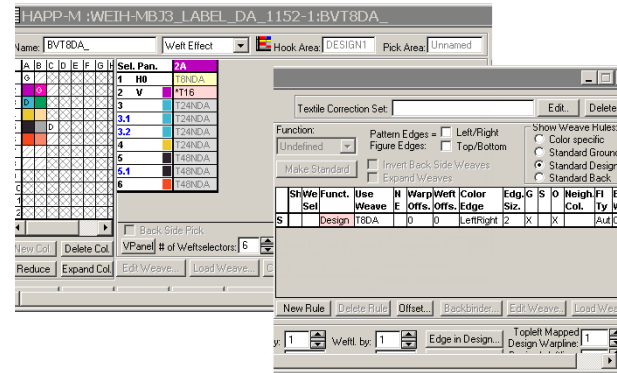 HAPP-M :WEIH-MBJ3_LABEL_DA_1152-1:BVT8DA_
Name: BVT8DA_ Weft Effect Hook Area: DESIGN1 Pick Area: Unnamed
A B C D E F G H Sel. Pan. 2A
G 1 H0 T8NDA
G 2 V *T16
D 3 T24NDA
3.1 T24NDA
D 3.2 T24NDA
4 T24NDA
5 T48NDA
5.1 T48NDA
6 T48NDA
Back Side Pick
New Col. Delete Col. VPanel # of Weftselectors: 6
Reduce Expand Col. Edit Weave... Load Weave...
Textile Correction Set: Edit.. Delete
Function: Pattern Edges = Left/Right Show Weave Rules:
Undefined Figure Edges: Top/Bottom Color specific
Standard Groun
Make Standard Invert Back Side Weaves Standard Design
Expand Weaves Standard Back
Sh We Funct. Use N Warp Weft Color Edg. G S O Neigh. Fl
Sel Weave E Offs. Offs. Edge Siz. Col. Ty
S Design T8DA 0 0 LeftRight 2 X X Aut
New Rule Delete Rule Offset... Backbinder... Edit Weave... Load Wea
y: 1 Weftl. by: 1 Edge in Design... Topleft Mapped
Design Warpline: 1